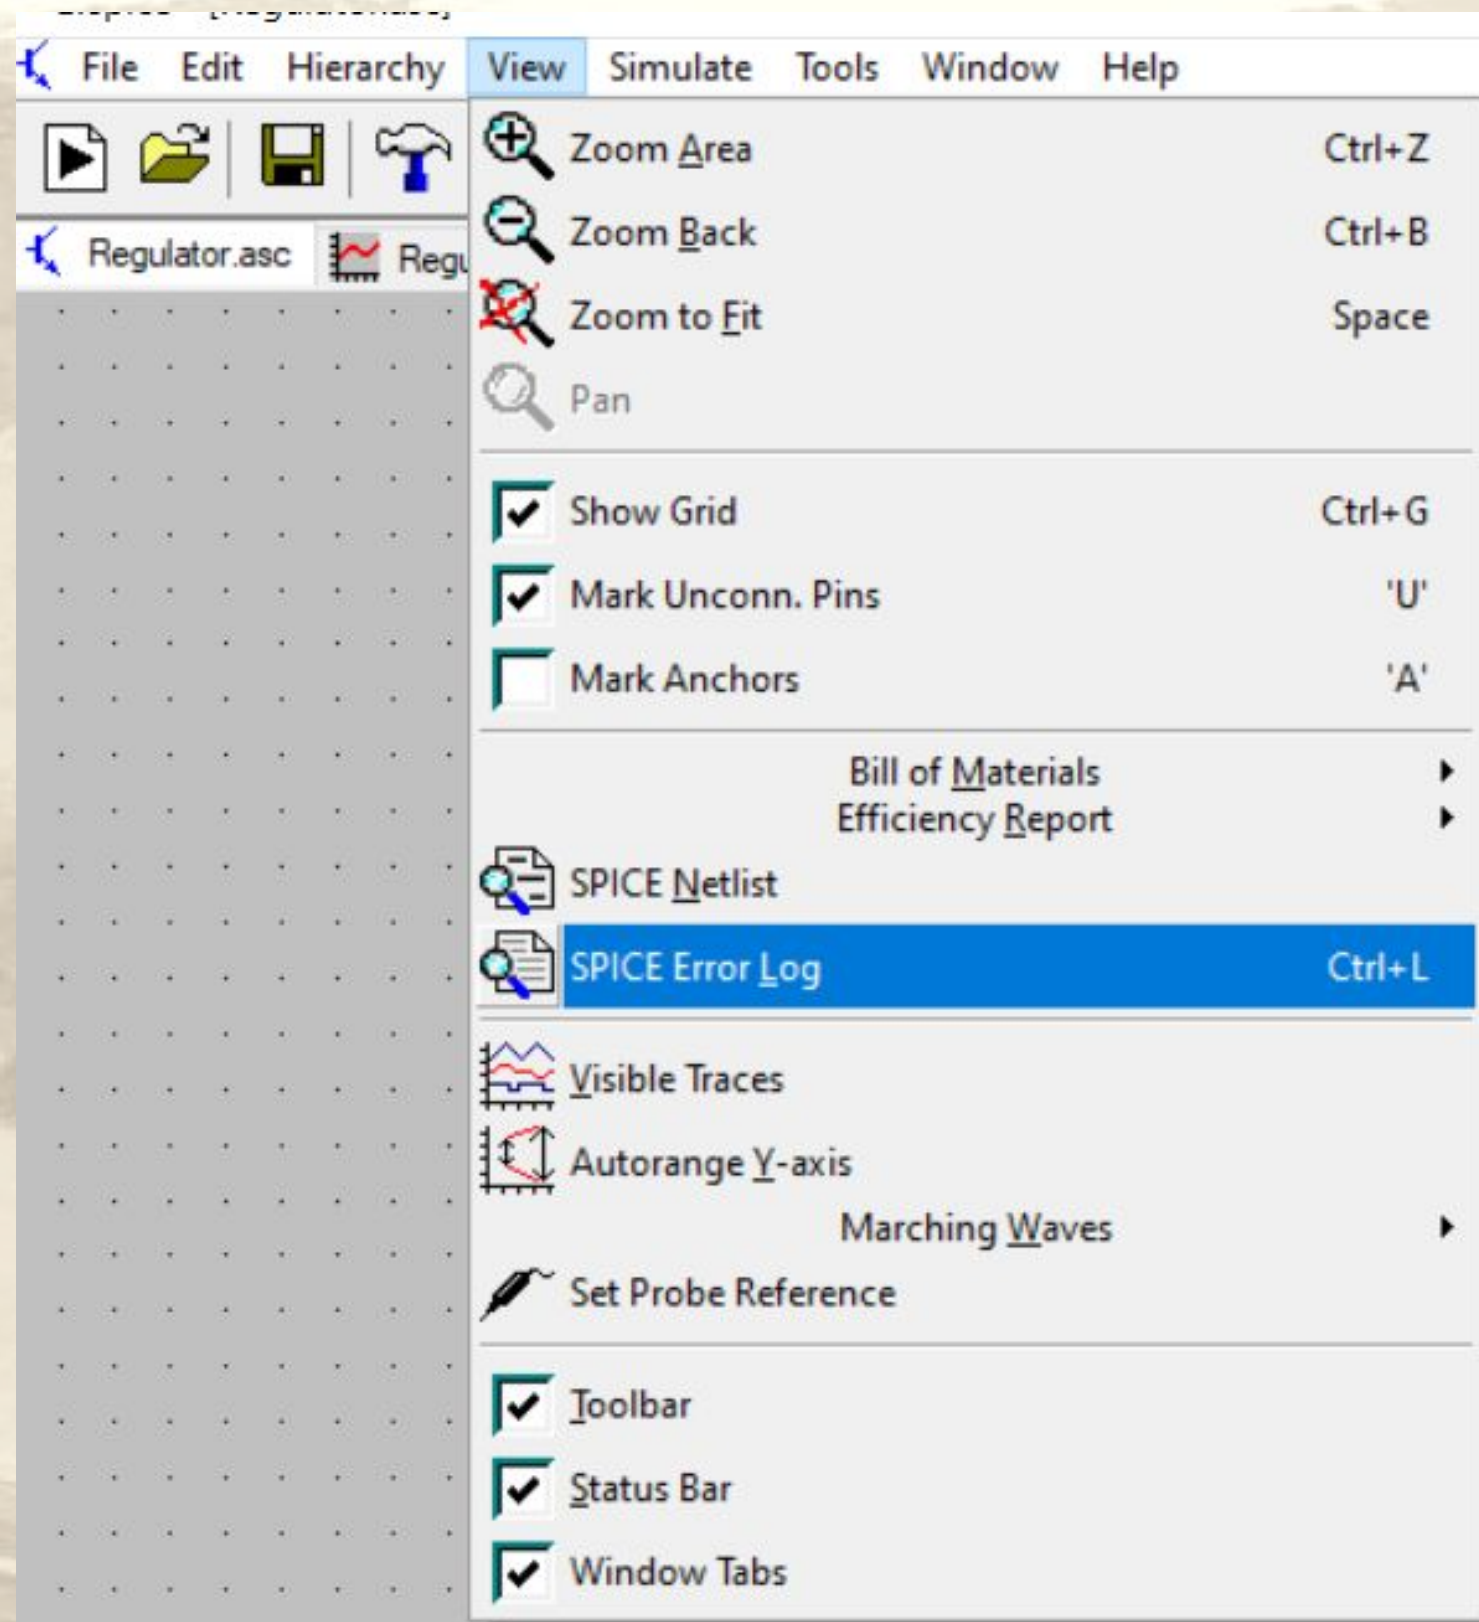 File Edit Hierarchy View Simulate Tools Window Help
Regulator.asc Regu
Zoom Area Ctrl+Z
Zoom Back Ctrl+B
Zoom to Fit Space
Pan
Show Grid Ctrl+G
Mark Unconn. Pins 'U'
Mark Anchors 'A'
Bill of Materials
Efficiency Report
SPICE Netlist
SPICE Error Log Ctrl+L
Visible Traces
Autorange Y-axis
Marching Waves
Set Probe Reference
Toolbar
Status Bar
Window Tabs